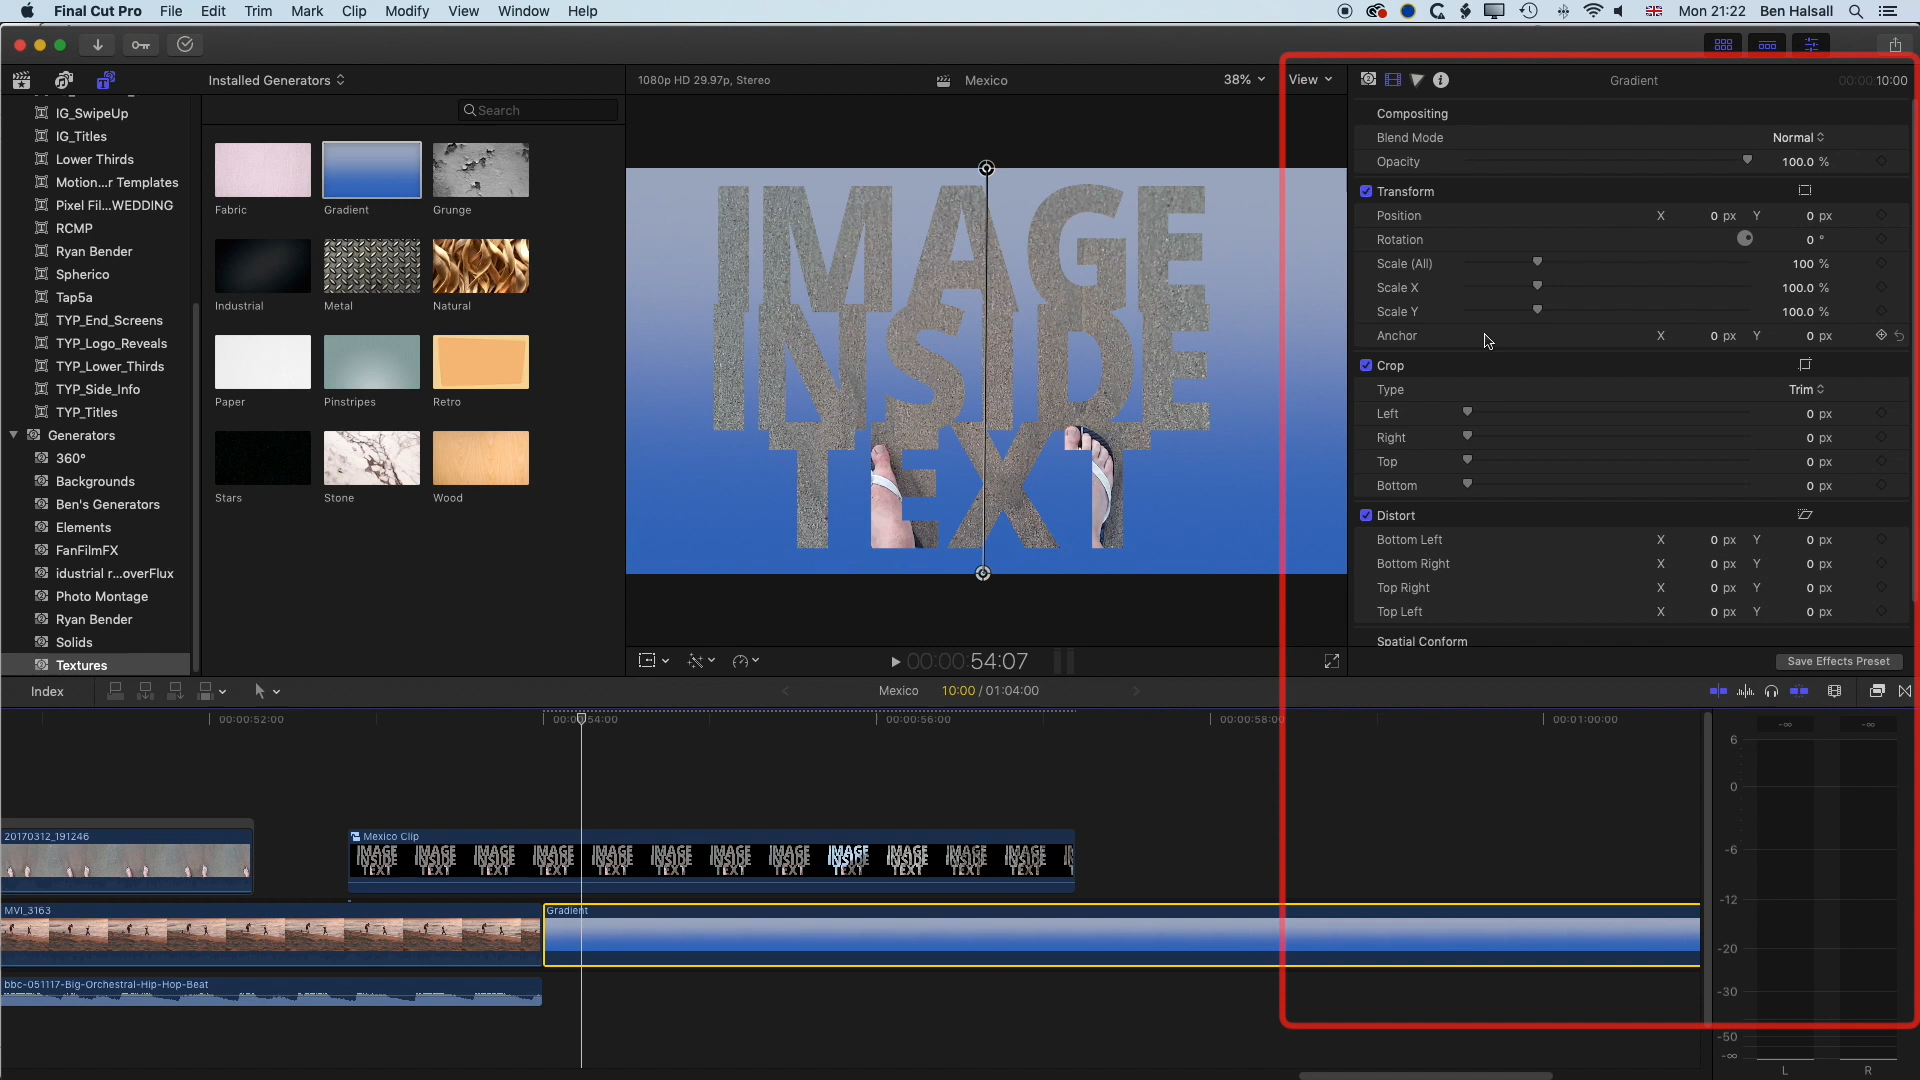 Final Cut Pro File Edit Trim Mark Clip Modify View Window Help
Mon 21:22 Ben Halsall
Installed Generators
1080p HD 29.97p, Stereo
Mexico
38%
View
Gradient
00:00:10:00
Search
IG_SwipeUp
IG_Titles
Lower Thirds
Motion...r Templates
Pixel Fil...WEDDING
RCMP
Ryan Bender
Spherico
Tap5a
TYP_End_Screens
TYP_Logo_Reveals
TYP_Lower_Thirds
TYP_Side_Info
TYP_Titles
Generators
360°
Backgrounds
Ben's Generators
Elements
FanFilmFX
idustrial r...overFlux
Photo Montage
Ryan Bender
Solids
Textures
Fabric
Gradient
Grunge
Industrial
Metal
Natural
Paper
Pinstripes
Retro
Stars
Stone
Wood
IMAGE
INSIDE
TEXT
Compositing
Blend Mode Normal
Opacity 100.0 %
Transform
Position X 0 px Y 0 px
Rotation 0 °
Scale (All) 100 %
Scale X 100.0 %
Scale Y 100.0 %
Anchor X 0 px Y 0 px
Crop
Type Trim
Left 0 px
Right 0 px
Top 0 px
Bottom 0 px
Distort
Bottom Left X 0 px Y 0 px
Bottom Right X 0 px Y 0 px
Top Right X 0 px Y 0 px
Top Left X 0 px Y 0 px
Spatial Conform
Save Effects Preset
00:00:54:07
Index
Mexico 10:00 / 01:04:00
00:00:52:00
00:00:54:00
00:00:56:00
00:00:58:00
00:01:00:00
20170312_191246
Mexico Clip
IMAGE INSIDE TEXT
MVI_3163
Gradient
bbc-051117-Big-Orchestral-Hip-Hop-Beat
-∞ -∞
6
0
-6
-12
-20
-30
-50
-∞
L R